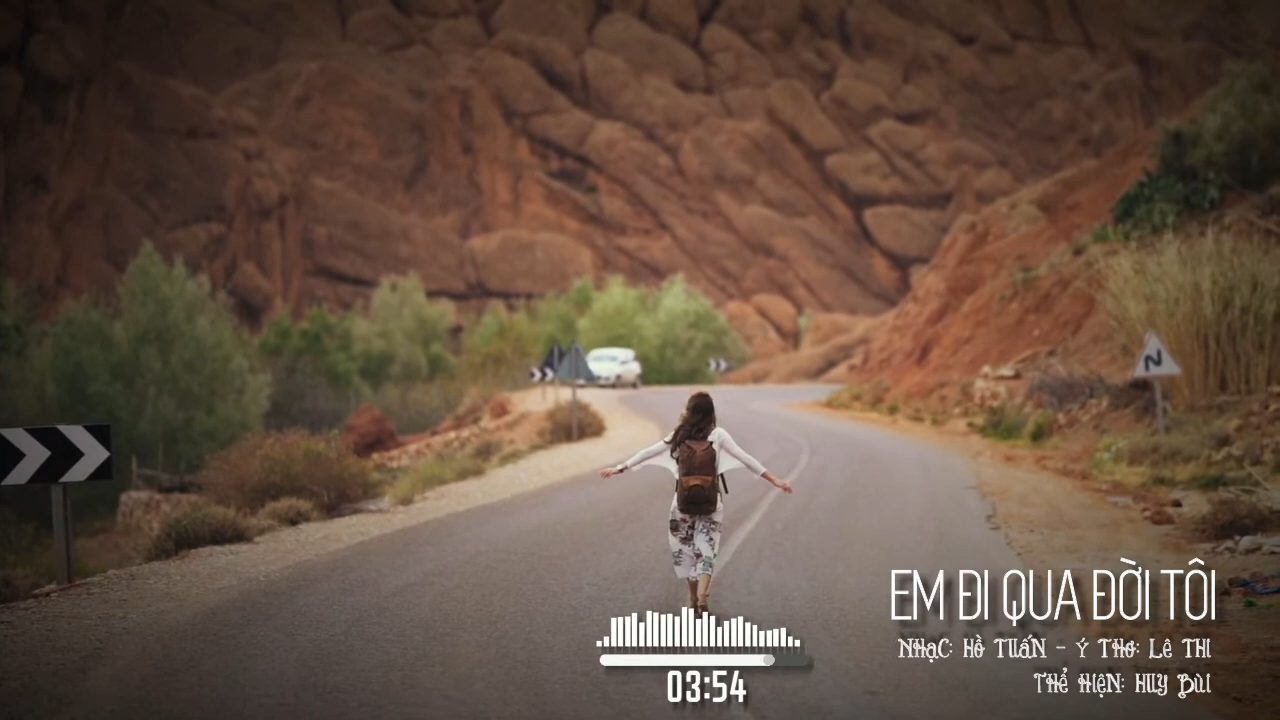 EM ĐI QUA ĐỜI TÔI
NHẠC: HỒ TUẤN - Ý THƠ: LÊ THI
THỂ HIỆN: HUY BÙI
03:54